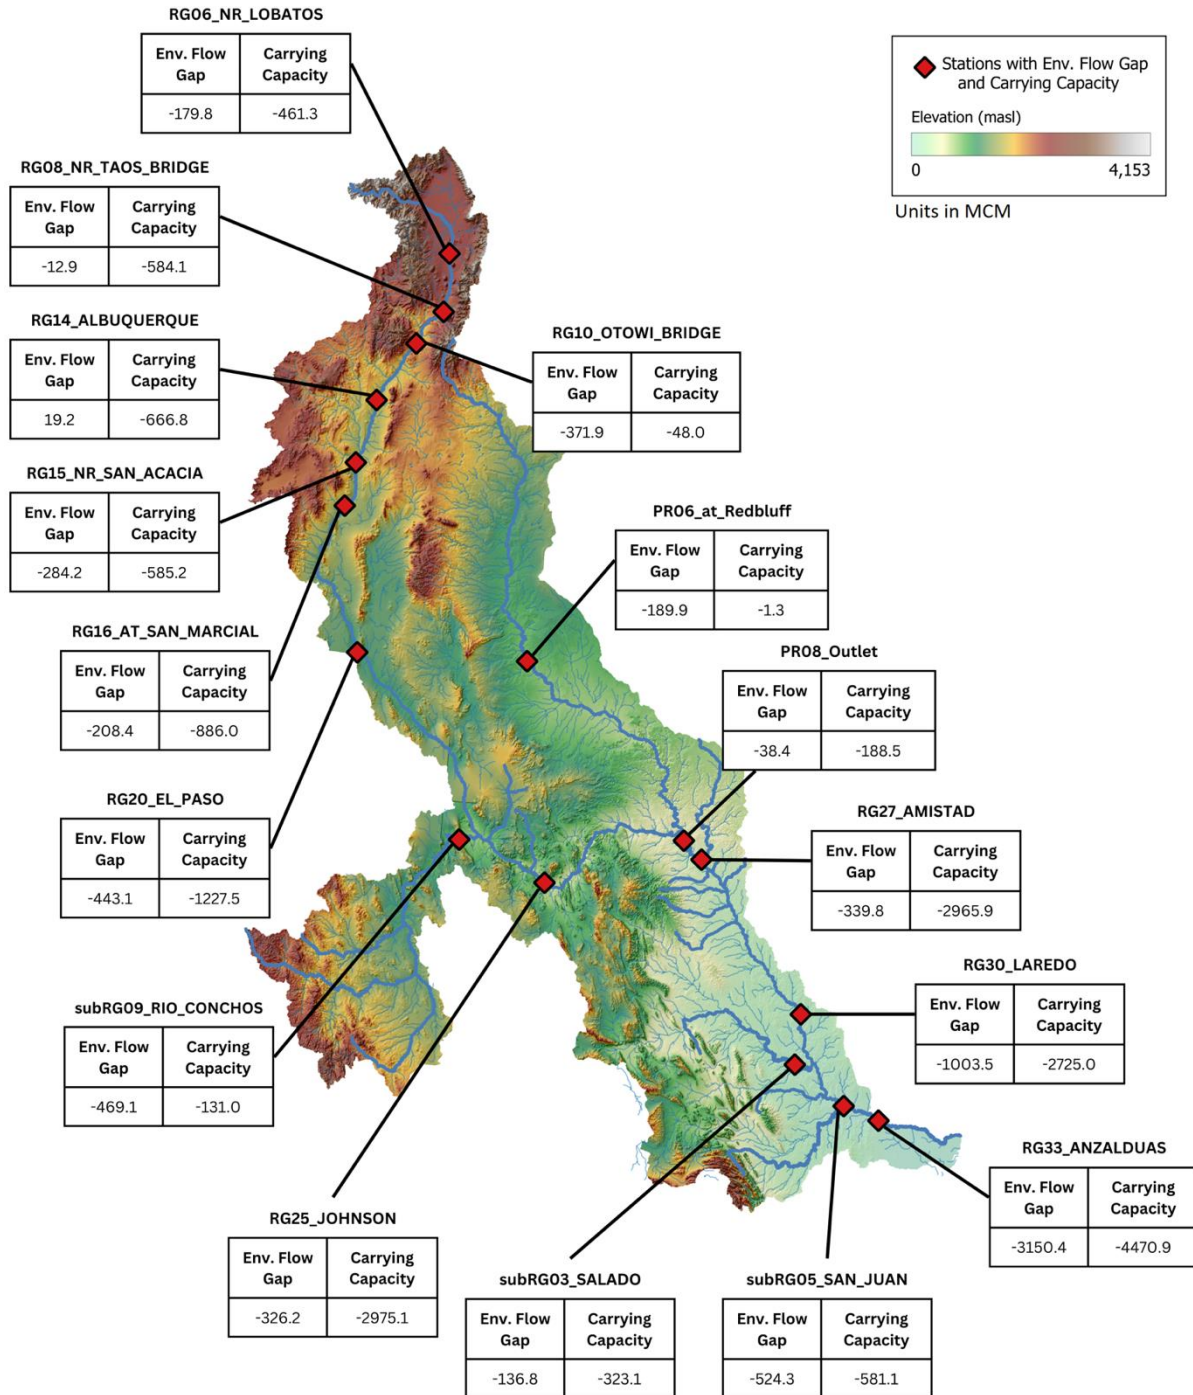 RG06_NR_LOBATOS
Env. Flow Gap
Carrying Capacity
-179.8
-461.3
Stations with Env. Flow Gap
and Carrying Capacity
Elevation (masl)
0
4,153
Units in MCM
RG08_NR_TAOS_BRIDGE
Env. Flow Gap
Carrying Capacity
-12.9
-584.1
RG14_ALBUQUERQUE
Env. Flow Gap
Carrying Capacity
19.2
-666.8
RG10_OTOWI_BRIDGE
Env. Flow Gap
Carrying Capacity
-371.9
-48.0
RG15_NR_SAN_ACACIA
Env. Flow Gap
Carrying Capacity
-284.2
-585.2
PR06_at_Redbluff
Env. Flow Gap
Carrying Capacity
-189.9
-1.3
RG16_AT_SAN_MARCIAL
Env. Flow Gap
Carrying Capacity
-208.4
-886.0
PR08_Outlet
Env. Flow Gap
Carrying Capacity
-38.4
-188.5
RG20_EL_PASO
Env. Flow Gap
Carrying Capacity
-443.1
-1227.5
RG27_AMISTAD
Env. Flow Gap
Carrying Capacity
-339.8
-2965.9
subRG09_RIO_CONCHOS
Env. Flow Gap
Carrying Capacity
-469.1
-131.0
RG30_LAREDO
Env. Flow Gap
Carrying Capacity
-1003.5
-2725.0
RG33_ANZALDUAS
Env. Flow Gap
Carrying Capacity
-3150.4
-4470.9
RG25_JOHNSON
Env. Flow Gap
Carrying Capacity
-326.2
-2975.1
subRG03_SALADO
Env. Flow Gap
Carrying Capacity
-136.8
-323.1
subRG05_SAN_JUAN
Env. Flow Gap
Carrying Capacity
-524.3
-581.1